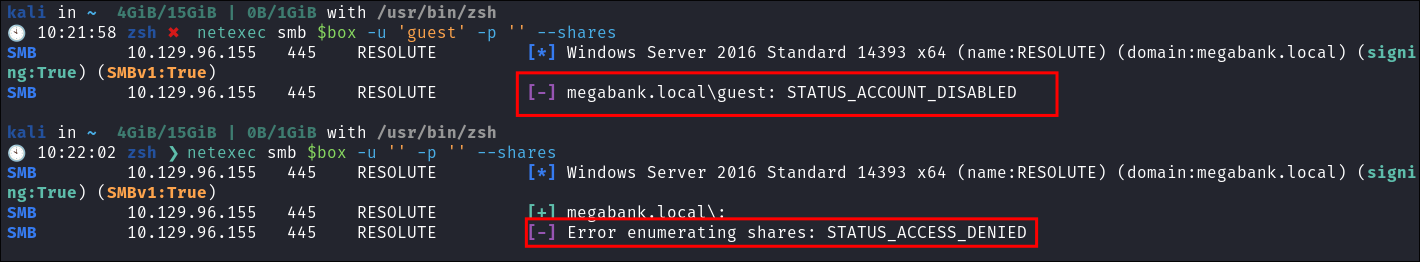 kali in ~  4GiB/15GiB | 0B/1GiB with /usr/bin/zsh
🕙 10:21:58 zsh ✖  netexec smb $box -u 'guest' -p '' --shares
SMB         10.129.96.155   445    RESOLUTE         [*] Windows Server 2016 Standard 14393 x64 (name:RESOLUTE) (domain:megabank.local) (signi
ng:True) (SMBv1:True)
SMB         10.129.96.155   445    RESOLUTE         [-] megabank.local\guest: STATUS_ACCOUNT_DISABLED
kali in ~  4GiB/15GiB | 0B/1GiB with /usr/bin/zsh
🕙 10:22:02 zsh ❯ netexec smb $box -u '' -p '' --shares
SMB         10.129.96.155   445    RESOLUTE         [*] Windows Server 2016 Standard 14393 x64 (name:RESOLUTE) (domain:megabank.local) (signi
ng:True) (SMBv1:True)
SMB         10.129.96.155   445    RESOLUTE         [+] megabank.local\:
SMB         10.129.96.155   445    RESOLUTE         [-] Error enumerating shares: STATUS_ACCESS_DENIED